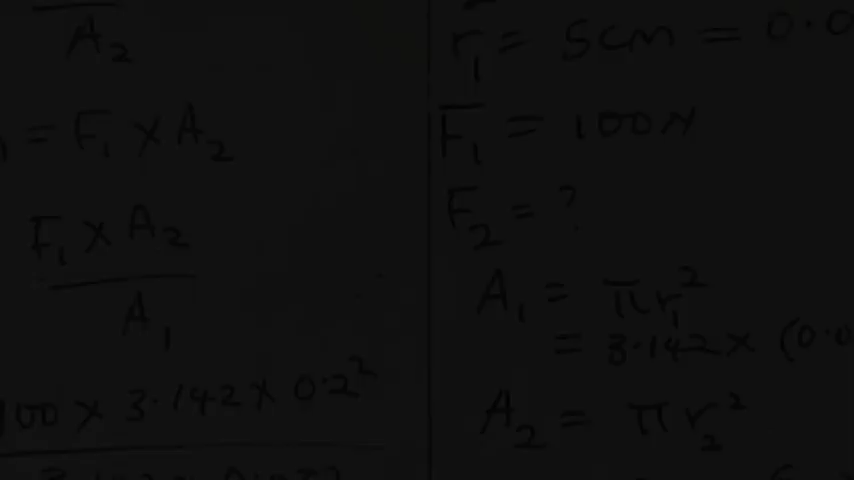 A₂
= F₁ × A₂
F₁ × A₂
A₁
100 × 3.142 × 0.2²
r₁ = 5cm = 0.0
F₁ = 100N
F₂ = ?
A₁ = πr₁²
= 3.142 × (0.0
A₂ = πr₂²